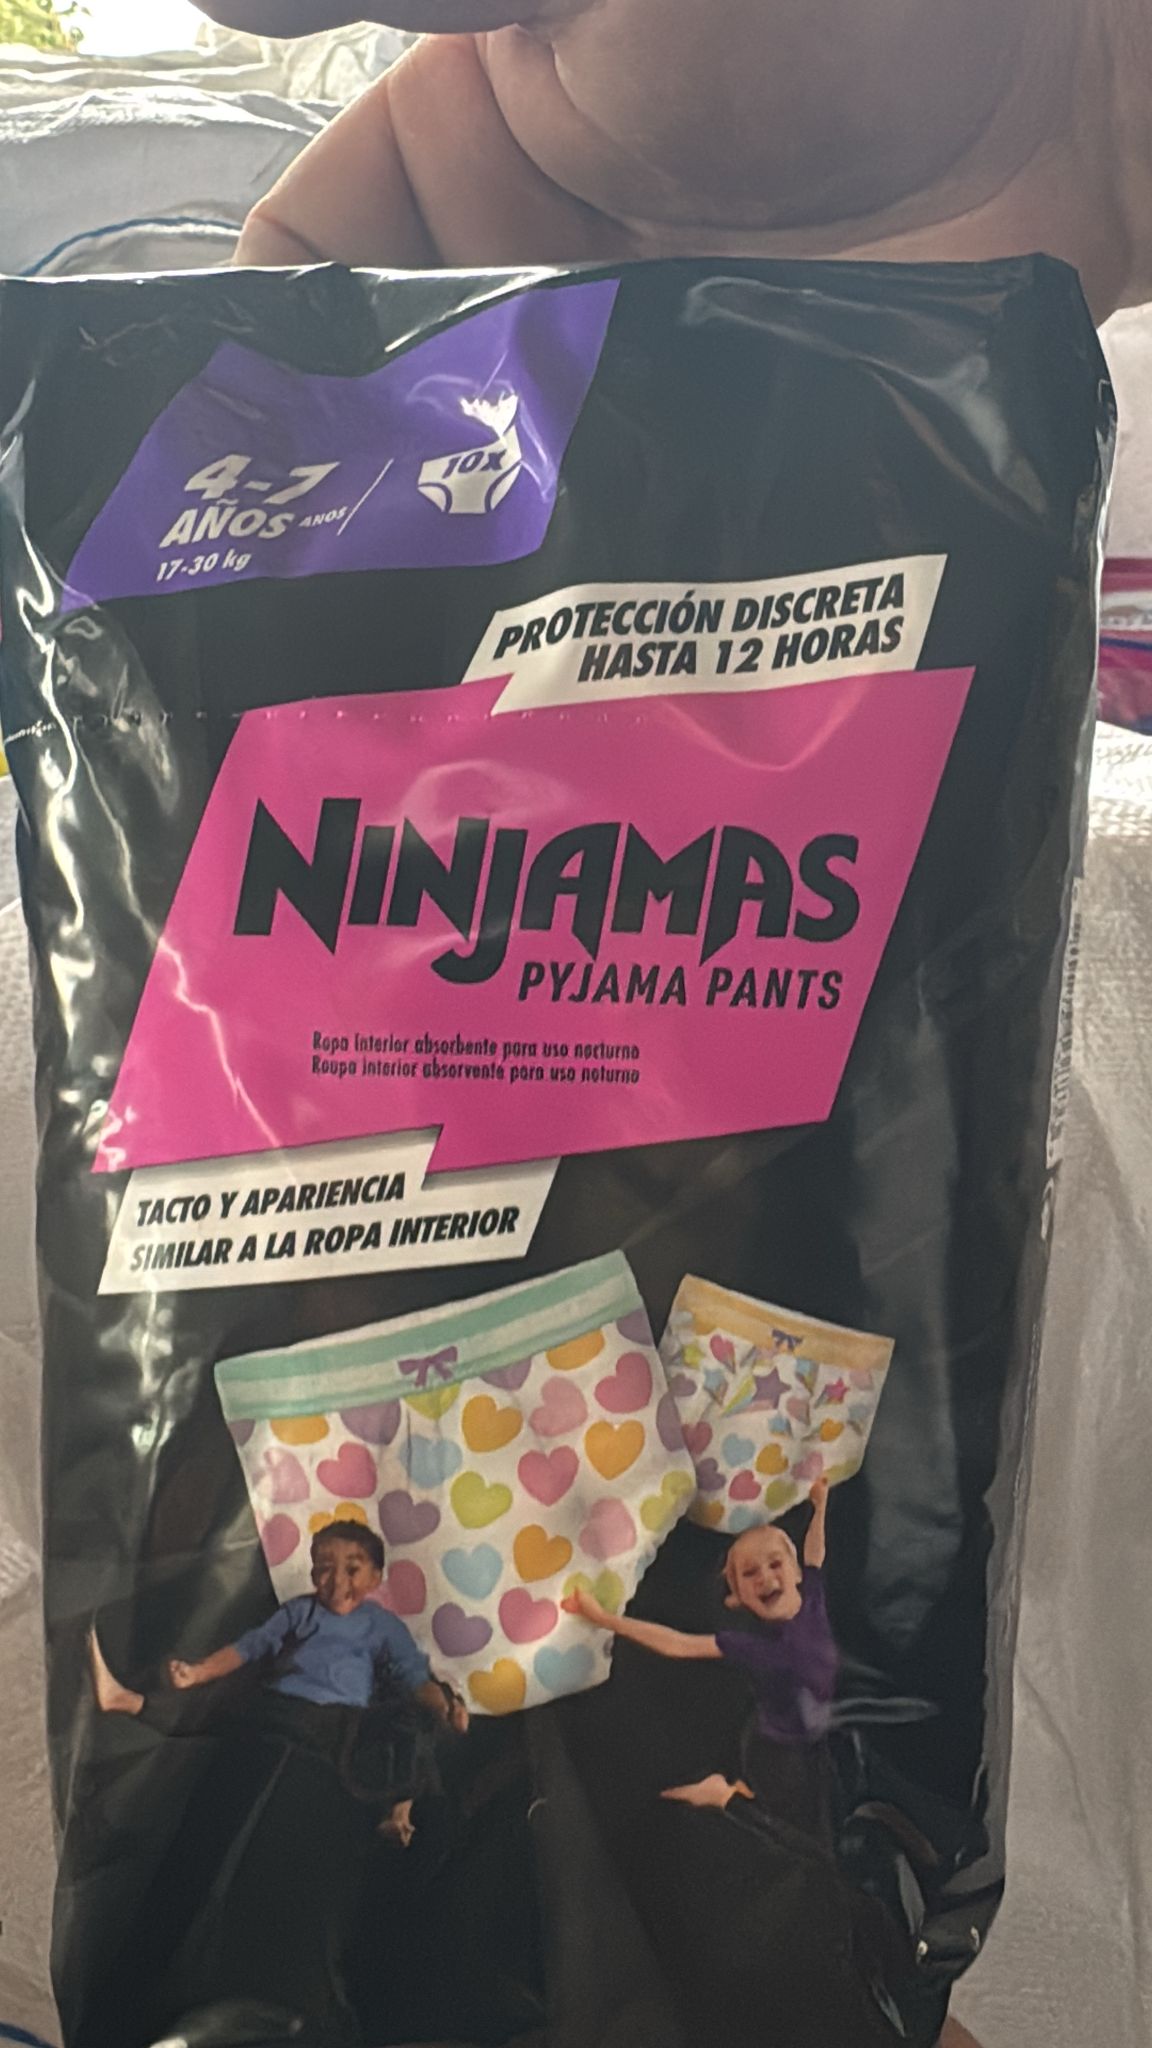 4-7
AÑOS ANOS
17-30 kg
10X
PROTECCIÓN DISCRETA
HASTA 12 HORAS
NINJAMAS
PYJAMA PANTS
Ropa interior absorbente para uso nocturno
Roupa interior absorvente para uso noturno
TACTO Y APARIENCIA
SIMILAR A LA ROPA INTERIOR